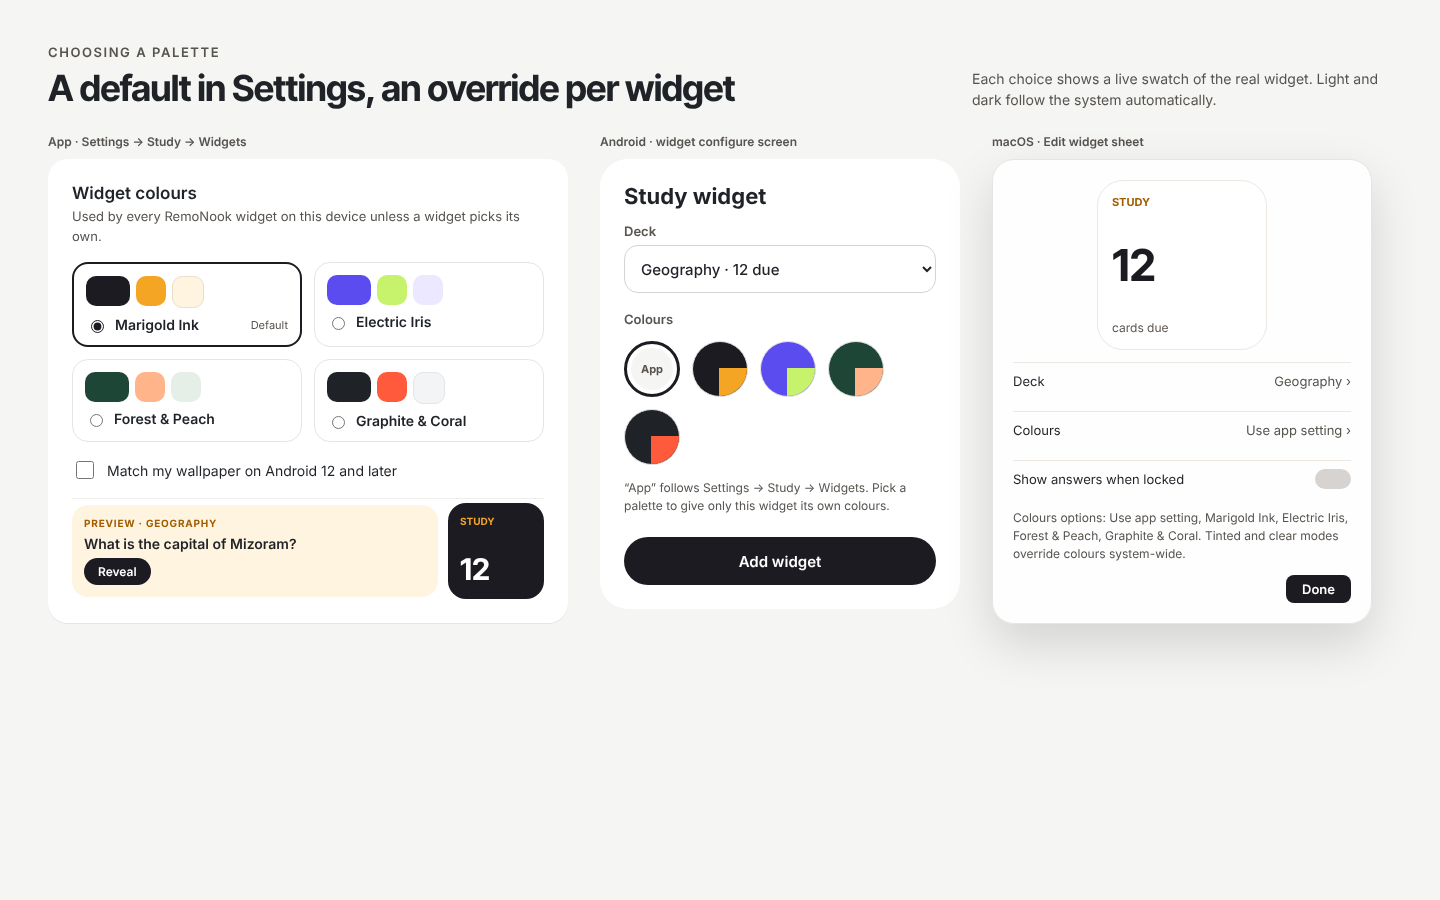 CHOOSING A PALETTE
A default in Settings, an override per widget
Each choice shows a live swatch of the real widget. Light and
dark follow the system automatically.
App · Settings → Study → Widgets
Widget colours
Used by every RemoNook widget on this device unless a widget picks its
own.
Marigold Ink
Default
Electric Iris
Forest & Peach
Graphite & Coral
Match my wallpaper on Android 12 and later
PREVIEW · GEOGRAPHY
What is the capital of Mizoram?
Reveal
STUDY
12
Android · widget configure screen
Study widget
Deck
Geography · 12 due
Colours
App
“App” follows Settings → Study → Widgets. Pick a
palette to give only this widget its own colours.
Add widget
macOS · Edit widget sheet
STUDY
12
cards due
Deck
Geography ›
Colours
Use app setting ›
Show answers when locked
Colours options: Use app setting, Marigold Ink, Electric Iris,
Forest & Peach, Graphite & Coral. Tinted and clear modes
override colours system-wide.
Done